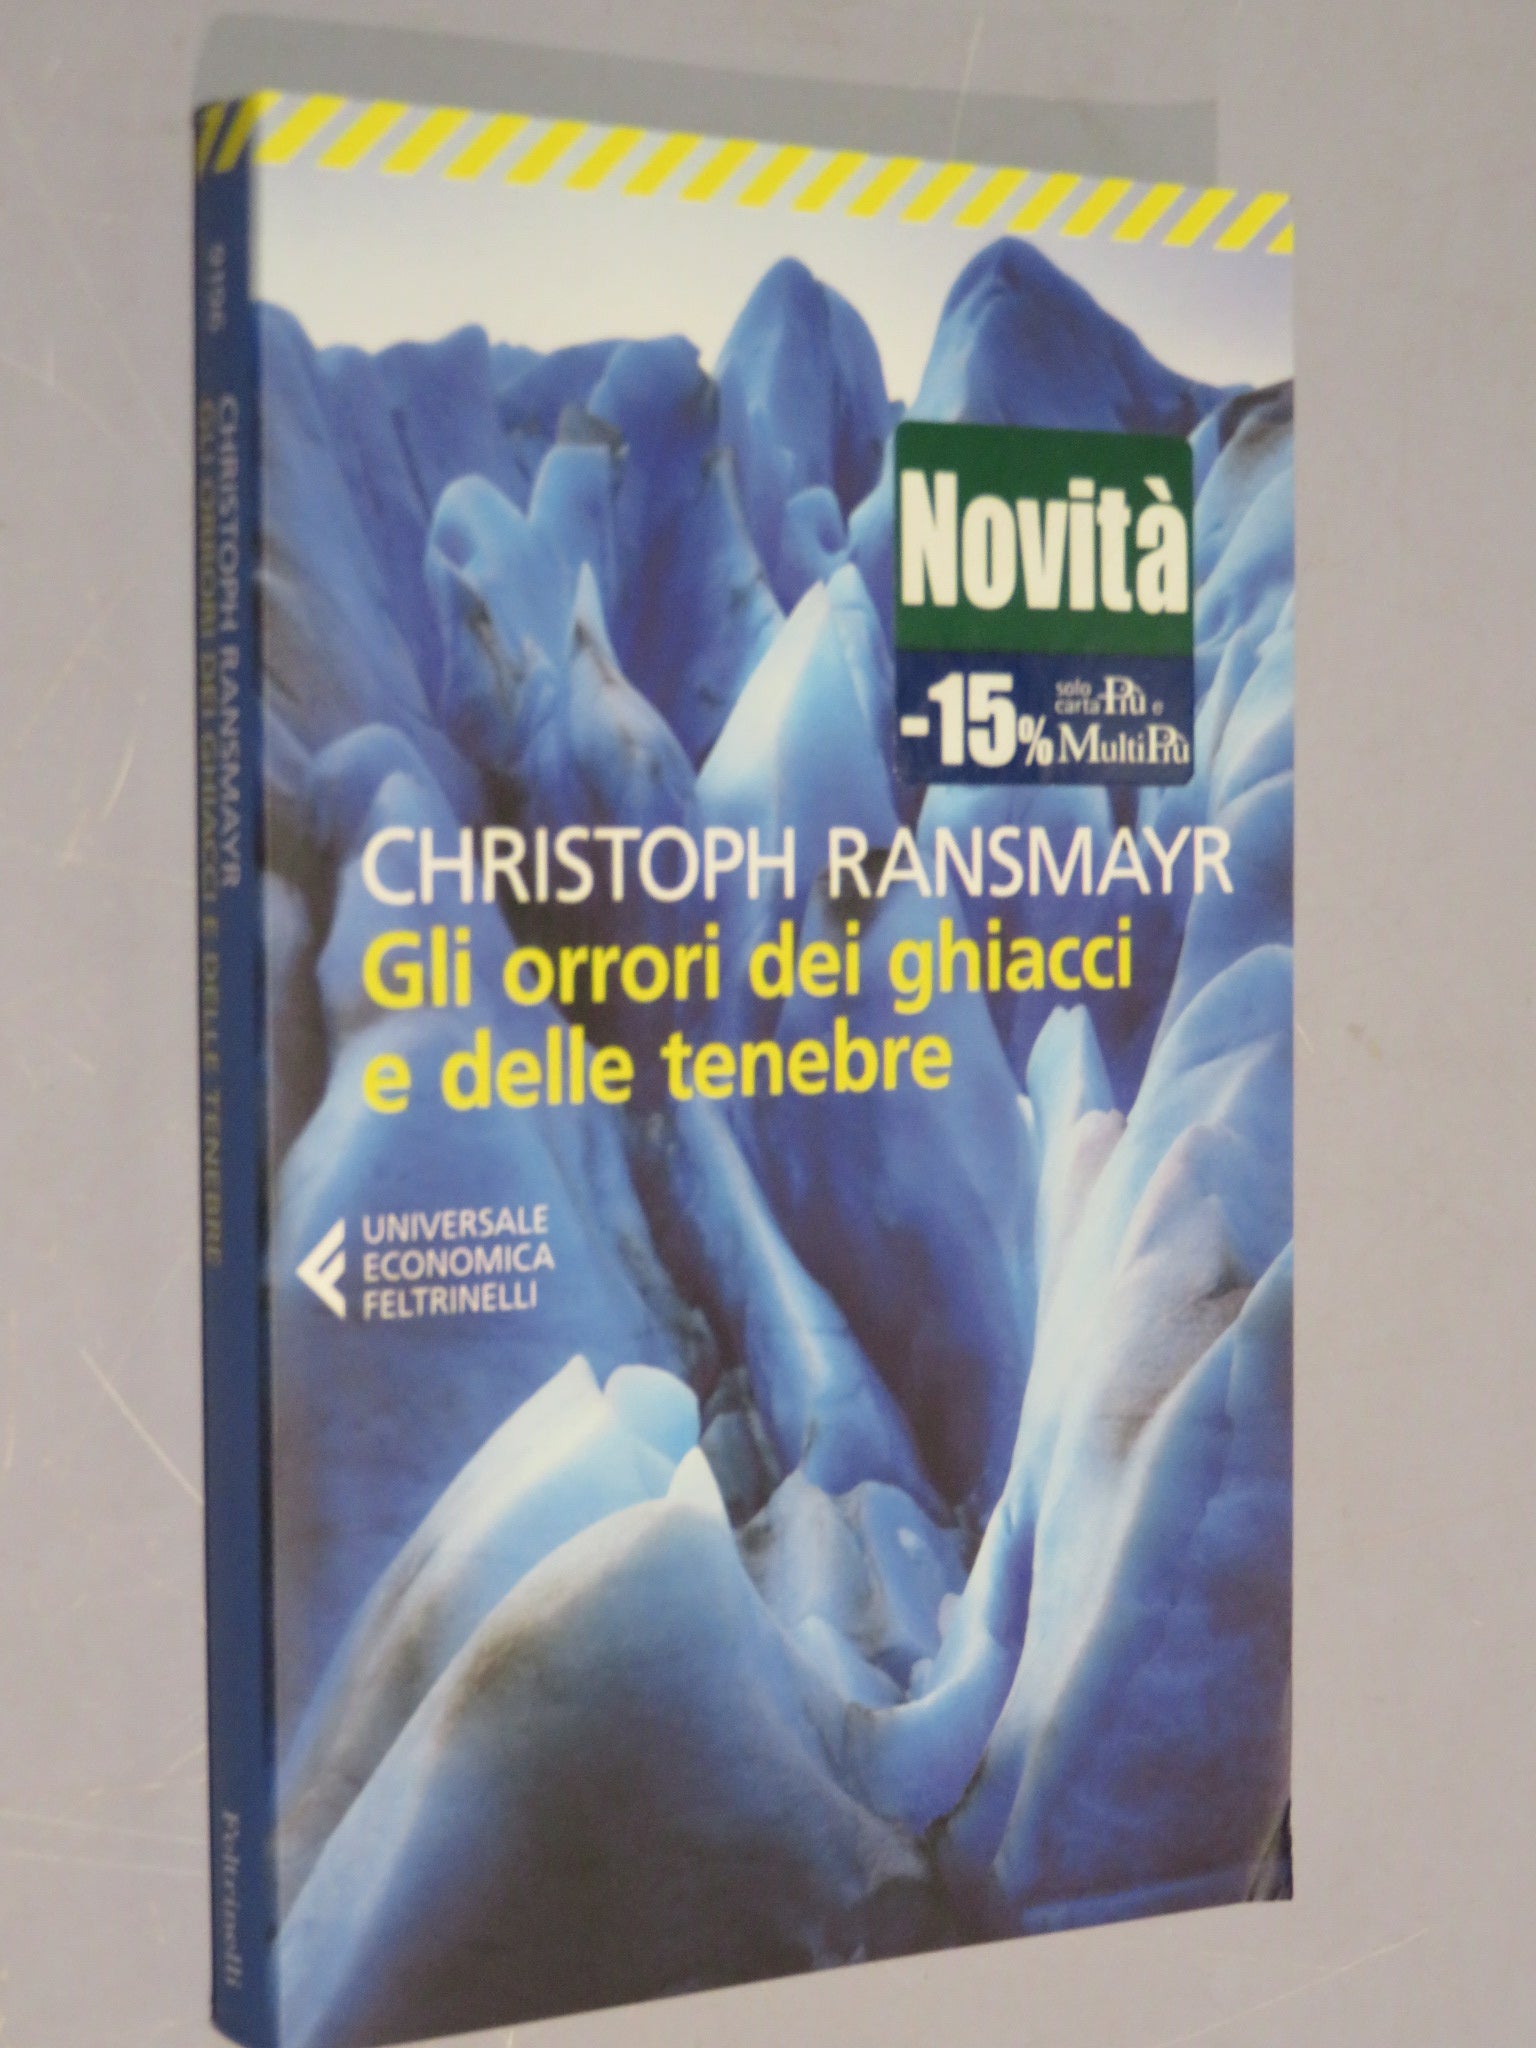 Novità
-15% solo carta Più e MultiPiù
CHRISTOPH RANSMAYR
Gli orrori dei ghiacci
e delle tenebre
UNIVERSALE
ECONOMICA
FELTRINELLI
CHRISTOPH RANSMAYR
GLI ORRORI DEI GHIACCI E DELLE TENEBRE
Feltrinelli